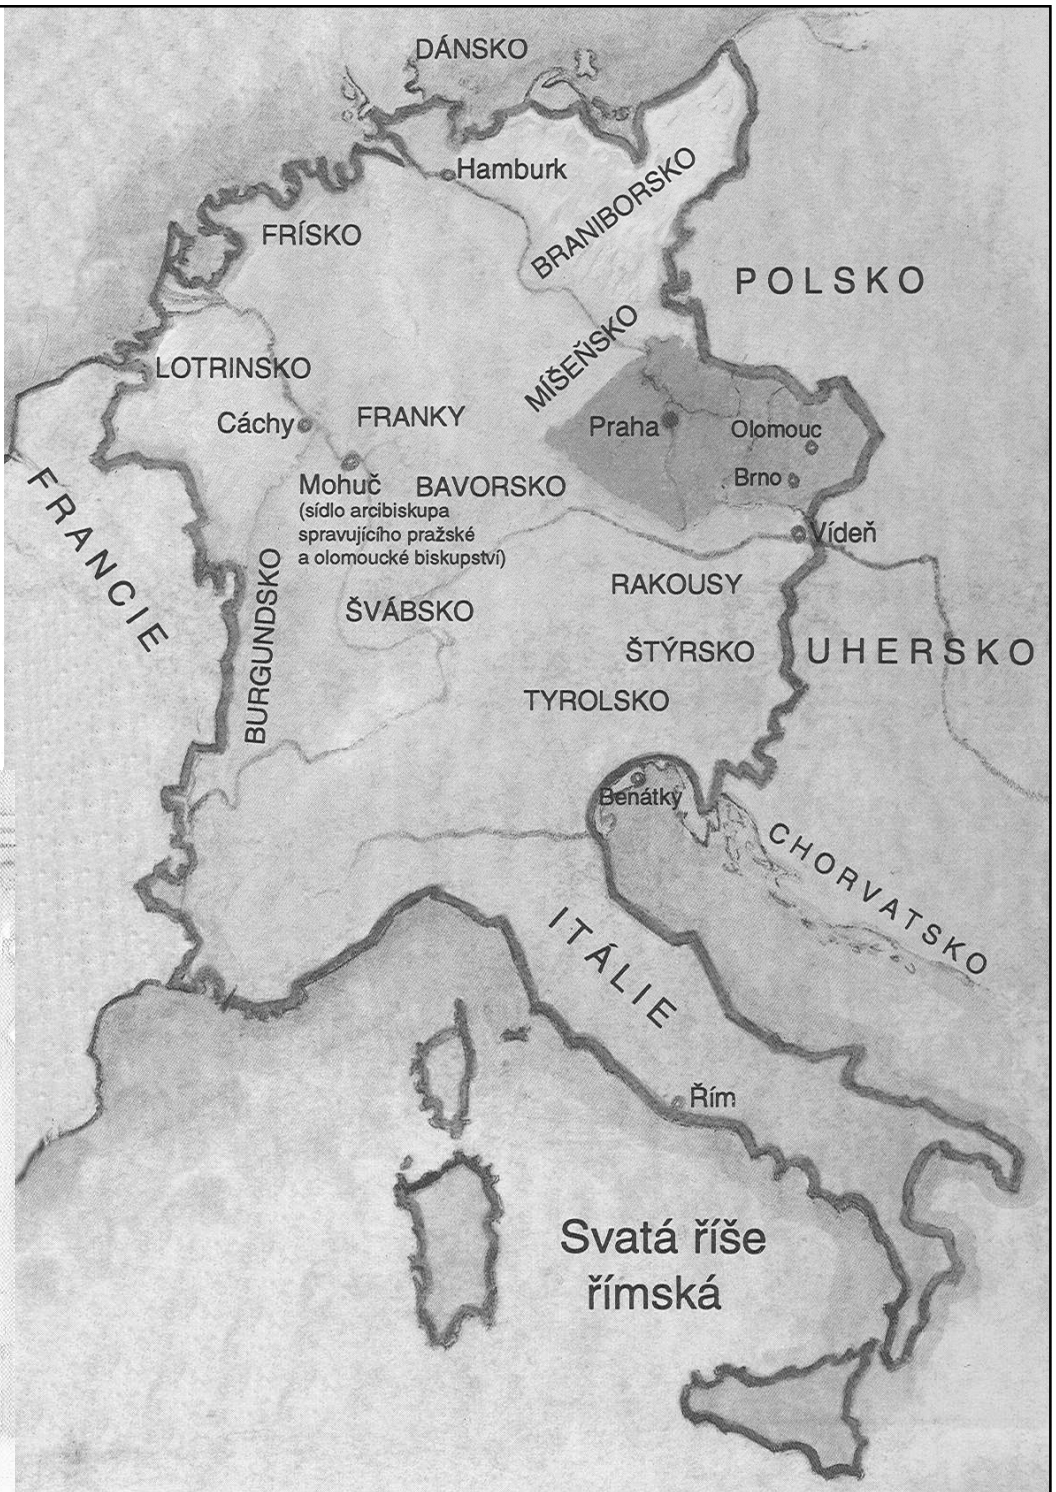 DÁNSKO
Hamburk
BRANIBORSKO
FRÍSKO
POLSKO
MÍŠEŇSKO
LOTRINSKO
Cáchy
FRANKY
Praha
Olomouc
Brno
FRANCIE
Mohuč
(sídlo arcibiskupa
spravujícího pražské
a olomoucké biskupství)
BAVORSKO
Vídeň
RAKOUSY
BURGUNDSKO
ŠVÁBSKO
ŠTÝRSKO
UHERSKO
TYROLSKO
Benátky
CHORVATSKO
ITÁLIE
Řím
Svatá říše
římská